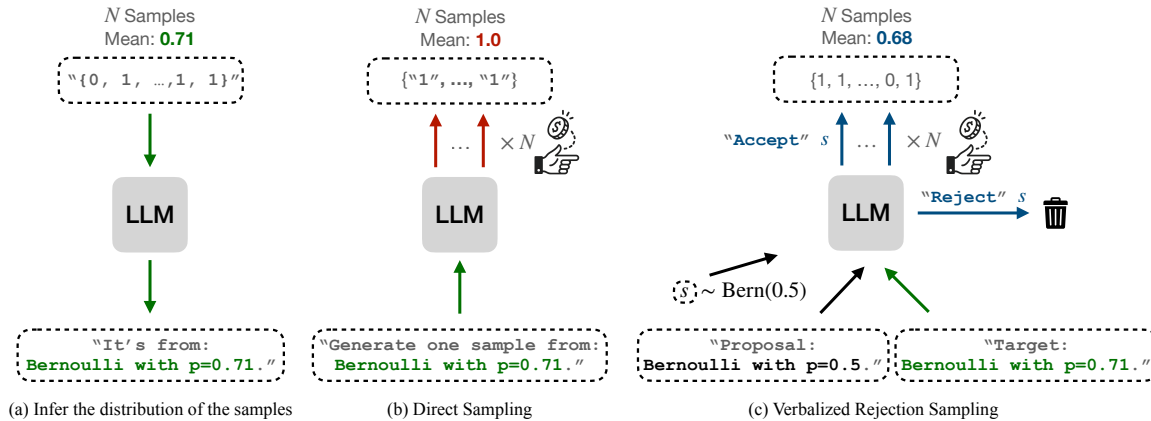 N Samples
Mean: 0.71
“{0, 1, …,1, 1}”
LLM
“It’s from:
Bernoulli with p=0.71.”
(a) Infer the distribution of the samples
N Samples
Mean: 1.0
{“1”, ..., “1”}
... × N
$
LLM
“Generate one sample from:
Bernoulli with p=0.71.”
(b) Direct Sampling
N Samples
Mean: 0.68
{1, 1, ..., 0, 1}
“Accept” s ... × N
$
LLM
“Reject” s
s ~ Bern(0.5)
“Proposal:
Bernoulli with p=0.5.”
“Target:
Bernoulli with p=0.71.”
(c) Verbalized Rejection Sampling